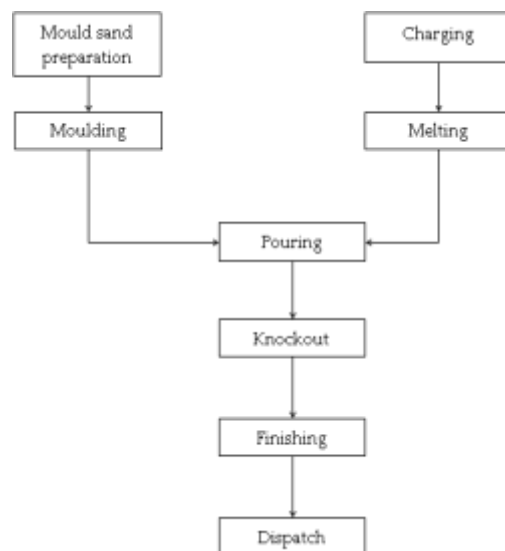 Mould sand
preparation
Charging
Moulding
Melting
Pouring
Knockout
Finishing
Dispatch